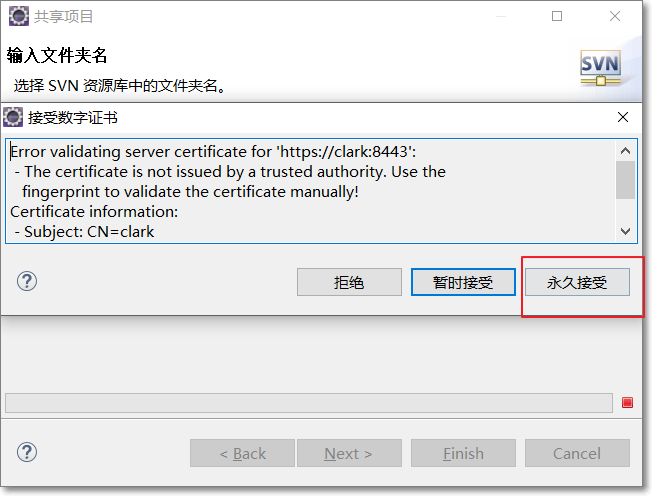 共享项目
输入文件夹名
选择 SVN 资源库中的文件夹名。
SVN
接受数字证书
Error validating server certificate for 'https://clark:8443':
- The certificate is not issued by a trusted authority. Use the
fingerprint to validate the certificate manually!
Certificate information:
- Subject: CN=clark
?
拒绝
暂时接受
永久接受
?
< Back
Next >
Finish
Cancel